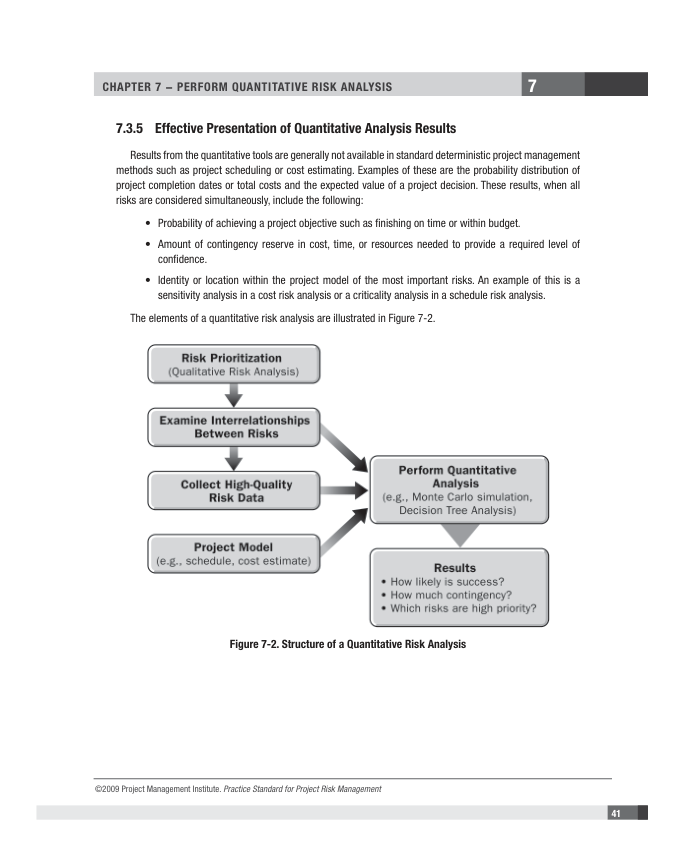 CHAPTER 7 – PERFORM QUANTITATIVE RISK ANALYSIS
7
7.3.5 Effective Presentation of Quantitative Analysis Results
Results from the quantitative tools are generally not available in standard deterministic project management
methods such as project scheduling or cost estimating. Examples of these are the probability distribution of
project completion dates or total costs and the expected value of a project decision. These results, when all
risks are considered simultaneously, include the following:
• Probability of achieving a project objective such as finishing on time or within budget.
• Amount of contingency reserve in cost, time, or resources needed to provide a required level of
confidence.
• Identity or location within the project model of the most important risks. An example of this is a
sensitivity analysis in a cost risk analysis or a criticality analysis in a schedule risk analysis.
The elements of a quantitative risk analysis are illustrated in Figure 7-2.
Risk Prioritization
(Qualitative Risk Analysis)
Examine Interrelationships
Between Risks
Collect High-Quality
Risk Data
Project Model
(e.g., schedule, cost estimate)
Perform Quantitative
Analysis
(e.g., Monte Carlo simulation,
Decision Tree Analysis)
Results
• How likely is success?
• How much contingency?
• Which risks are high priority?
Figure 7-2. Structure of a Quantitative Risk Analysis
©2009 Project Management Institute. Practice Standard for Project Risk Management
41